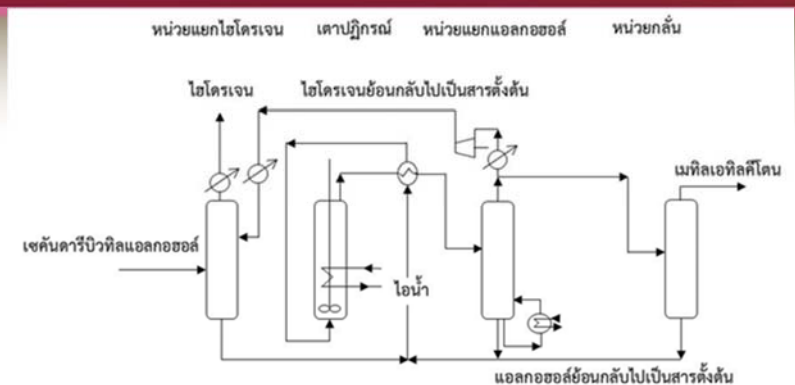 หน่วยแยกไฮโดรเจน เตาปฏิกรณ์ หน่วยแยกแอลกอฮอล์ หน่วยกลั่น
ไฮโดรเจน ไฮโดรเจนย้อนกลับไปเป็นสารตั้งต้น
เมทิลเอทิลคีโตน
เซคันดารีบิวทิลแอลกอฮอล์
ไอน้ำ
แอลกอฮอล์ย้อนกลับไปเป็นสารตั้งต้น